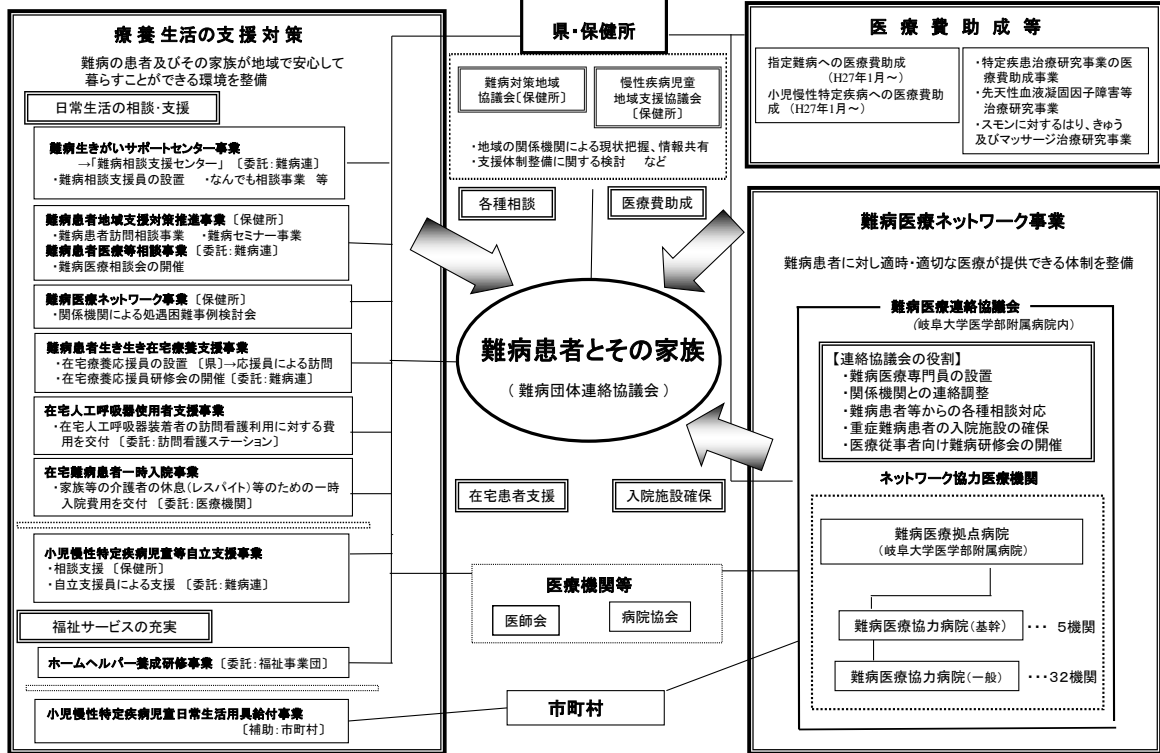 療養生活の支援対策
難病の患者及びその家族が地域で安心して
暮らすことができる環境を整備
日常生活の相談・支援
難病生きがいサポートセンター事業
→「難病相談支援センター」 〔委託:難病連〕
・難病相談支援員の設置 ・なんでも相談事業 等
難病患者地域支援対策推進事業 〔保健所〕
・難病患者訪問相談事業 ・難病セミナー事業
難病患者医療等相談事業 〔委託:難病連〕
・難病医療相談会の開催
難病医療ネットワーク事業 〔保健所〕
・関係機関による処遇困難事例検討会
難病患者生き生き在宅療養支援事業
・在宅療養応援員の設置 〔県〕→応援員による訪問
・在宅療養応援員研修会の開催〔委託:難病連〕
在宅人工呼吸器使用者支援事業
・在宅人工呼吸器装着者の訪問看護利用に対する費
用を交付 〔委託:訪問看護ステーション〕
在宅難病患者一時入院事業
・家族等の介護者の休息(レスパイト)等のための一時
入院費用を交付 〔委託:医療機関〕
小児慢性特定疾病児童等自立支援事業
・相談支援 〔保健所〕
・自立支援員による支援 〔委託:難病連〕
福祉サービスの充実
ホームヘルパー養成研修事業 〔委託:福祉事業団〕
小児慢性特定疾病児童日常生活用具給付事業
〔補助:市町村〕
県・保健所
難病対策地域
協議会〔保健所〕
慢性疾病児童
地域支援協議会
〔保健所〕
・地域の関係機関による現状把握、情報共有
・支援体制整備に関する検討 など
各種相談
医療費助成
難病患者とその家族
(難病団体連絡協議会)
在宅患者支援
入院施設確保
医療機関等
医師会
病院協会
市町村
医療費助成等
指定難病への医療費助成
(H27年1月~)
小児慢性特定疾病への医療費助
成 (H27年1月~)
・特定疾患治療研究事業の医
療費助成事業
・先天性血液凝固因子障害等
治療研究事業
・スモンに対するはり、きゅう
及びマッサージ治療研究事業
難病医療ネットワーク事業
難病患者に対し適時・適切な医療が提供できる体制を整備
難病医療連絡協議会
(岐阜大学医学部附属病院内)
【連絡協議会の役割】
・難病医療専門員の設置
・関係機関との連絡調整
・難病患者等からの各種相談対応
・重症難病患者の入院施設の確保
・医療従事者向け難病研修会の開催
ネットワーク協力医療機関
難病医療拠点病院
(岐阜大学医学部附属病院)
難病医療協力病院(基幹) ・・・ 5機関
難病医療協力病院(一般) ・・・32機関